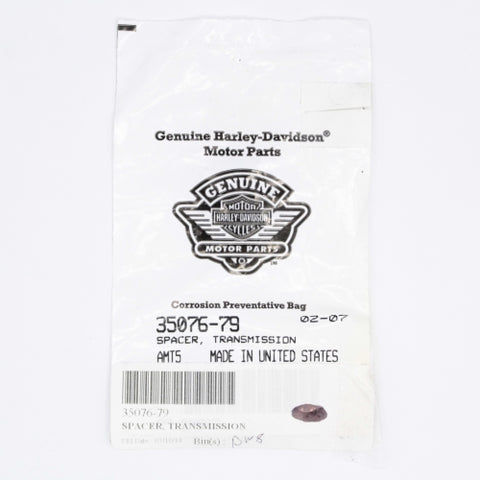 Genuine Harley-Davidson®
Motor Parts
GENUINE
MOTOR
HARLEY-DAVIDSON
CYCLES
MOTOR PARTS
Corrosion Preventative Bag
35076-79 02-07
SPACER, TRANSMISSION
AMT5 MADE IN UNITED STATES
35076-79
SPACER, TRANSMISSION
Bin(s):